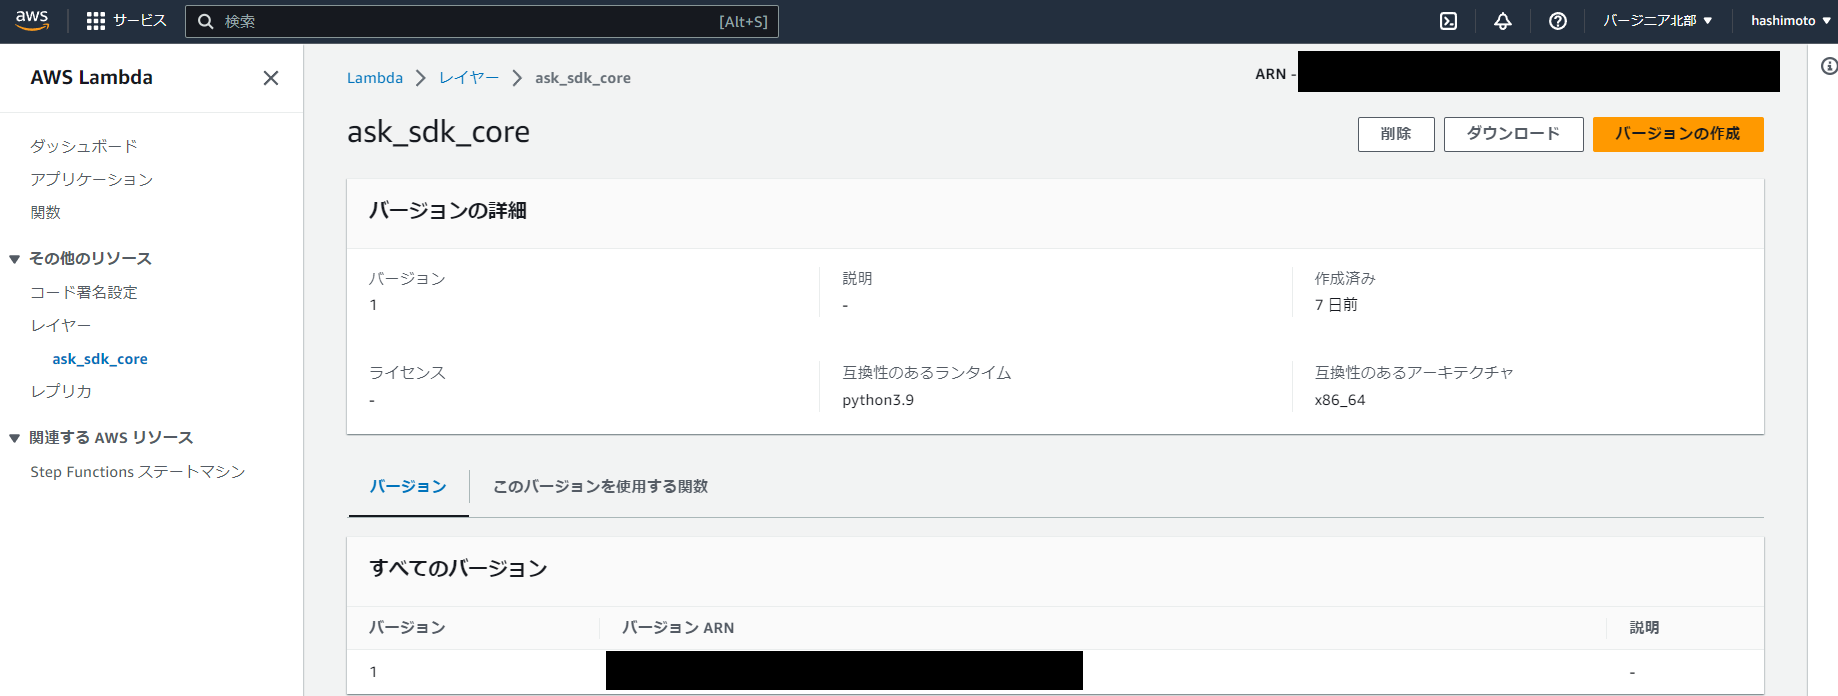 aws サービス 検索 [Alt+S] バージニア北部 ▼ hashimoto ▼
AWS Lambda
ダッシュボード
アプリケーション
関数
▼ その他のリソース
コード署名設定
レイヤー
ask_sdk_core
レプリカ
▼ 関連する AWS リソース
Step Functions ステートマシン
Lambda > レイヤー > ask_sdk_core
ARN -
ask_sdk_core
削除 ダウンロード バージョンの作成
バージョンの詳細
バージョン
1
説明
-
作成済み
7 日前
ライセンス
-
互換性のあるランタイム
python3.9
互換性のあるアーキテクチャ
x86_64
バージョン このバージョンを使用する関数
すべてのバージョン
バージョン バージョン ARN 説明
1 -